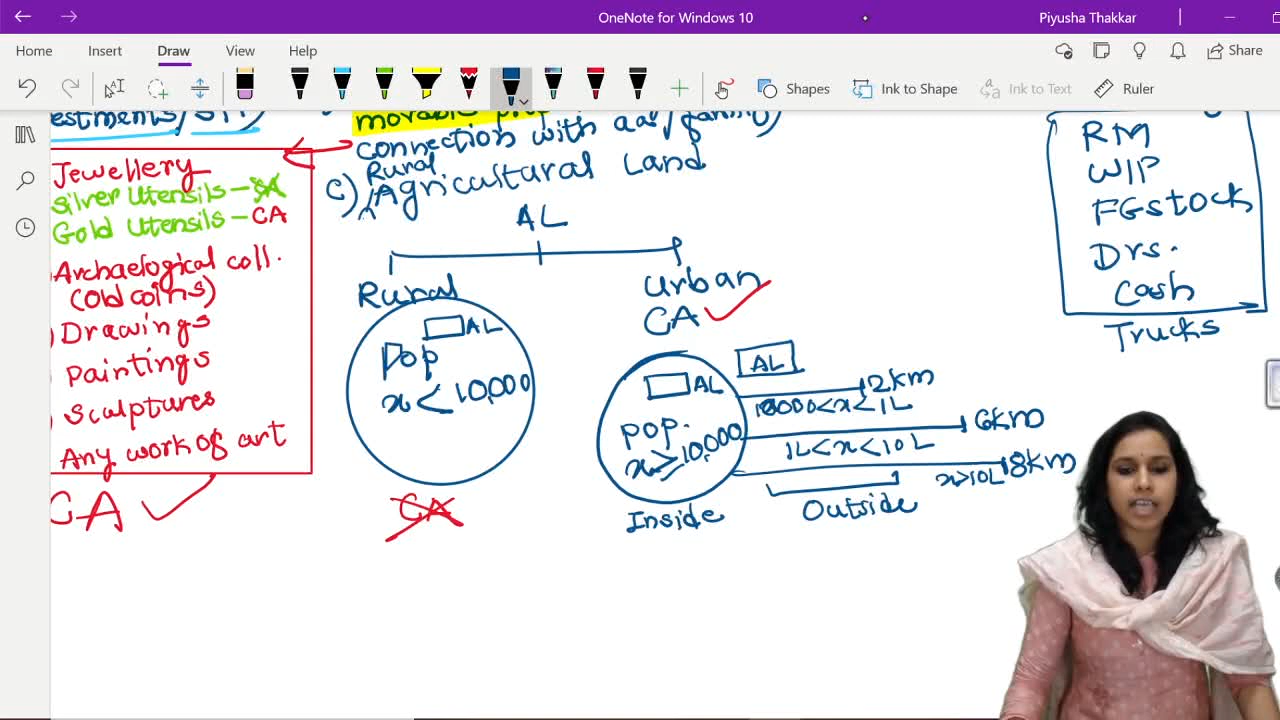 OneNote for Windows 10
Piyusha Thakkar
Home Insert Draw View Help
Share
Shapes
Ink to Shape
Ink to Text
Ruler
estments/
movable
connection with
Rural
c) Agricultural Land
Jewellery
Silver Utensils - CA
Gold Utensils - CA
Archaelogical coll.
(Old coins)
Drawings
Paintings
Sculptures
Any work of art
CA
AL
Rural
AL
Pop
x < 10,000
CA
Urban
CA
AL
AL
pop.
x ≥ 10,000
Inside
2km
10000<x<1L
6km
1L<x<10L
8km
x>10L
Outside
RM
WIP
FG stock
Drs.
Cash
Trucks